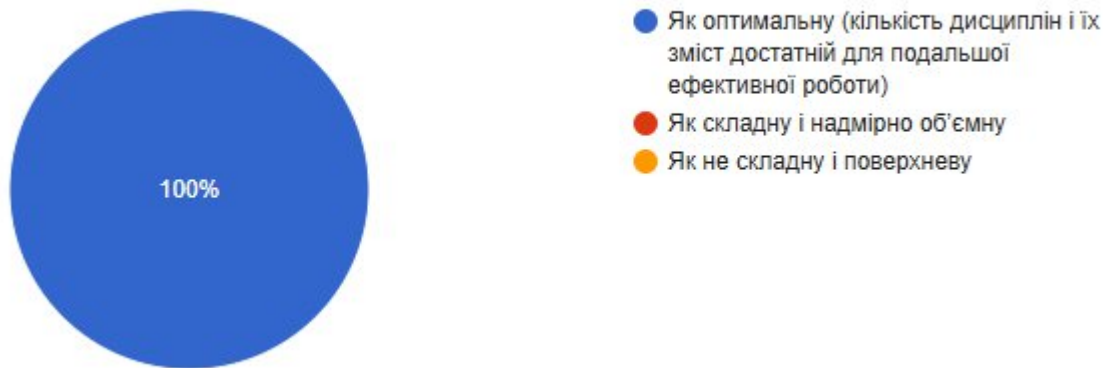 Як оптимальну (кількість дисциплін і їх
зміст достатній для подальшої
ефективної роботи)
Як складну і надмірно об’ємну
Як не складну і поверхневу
100%